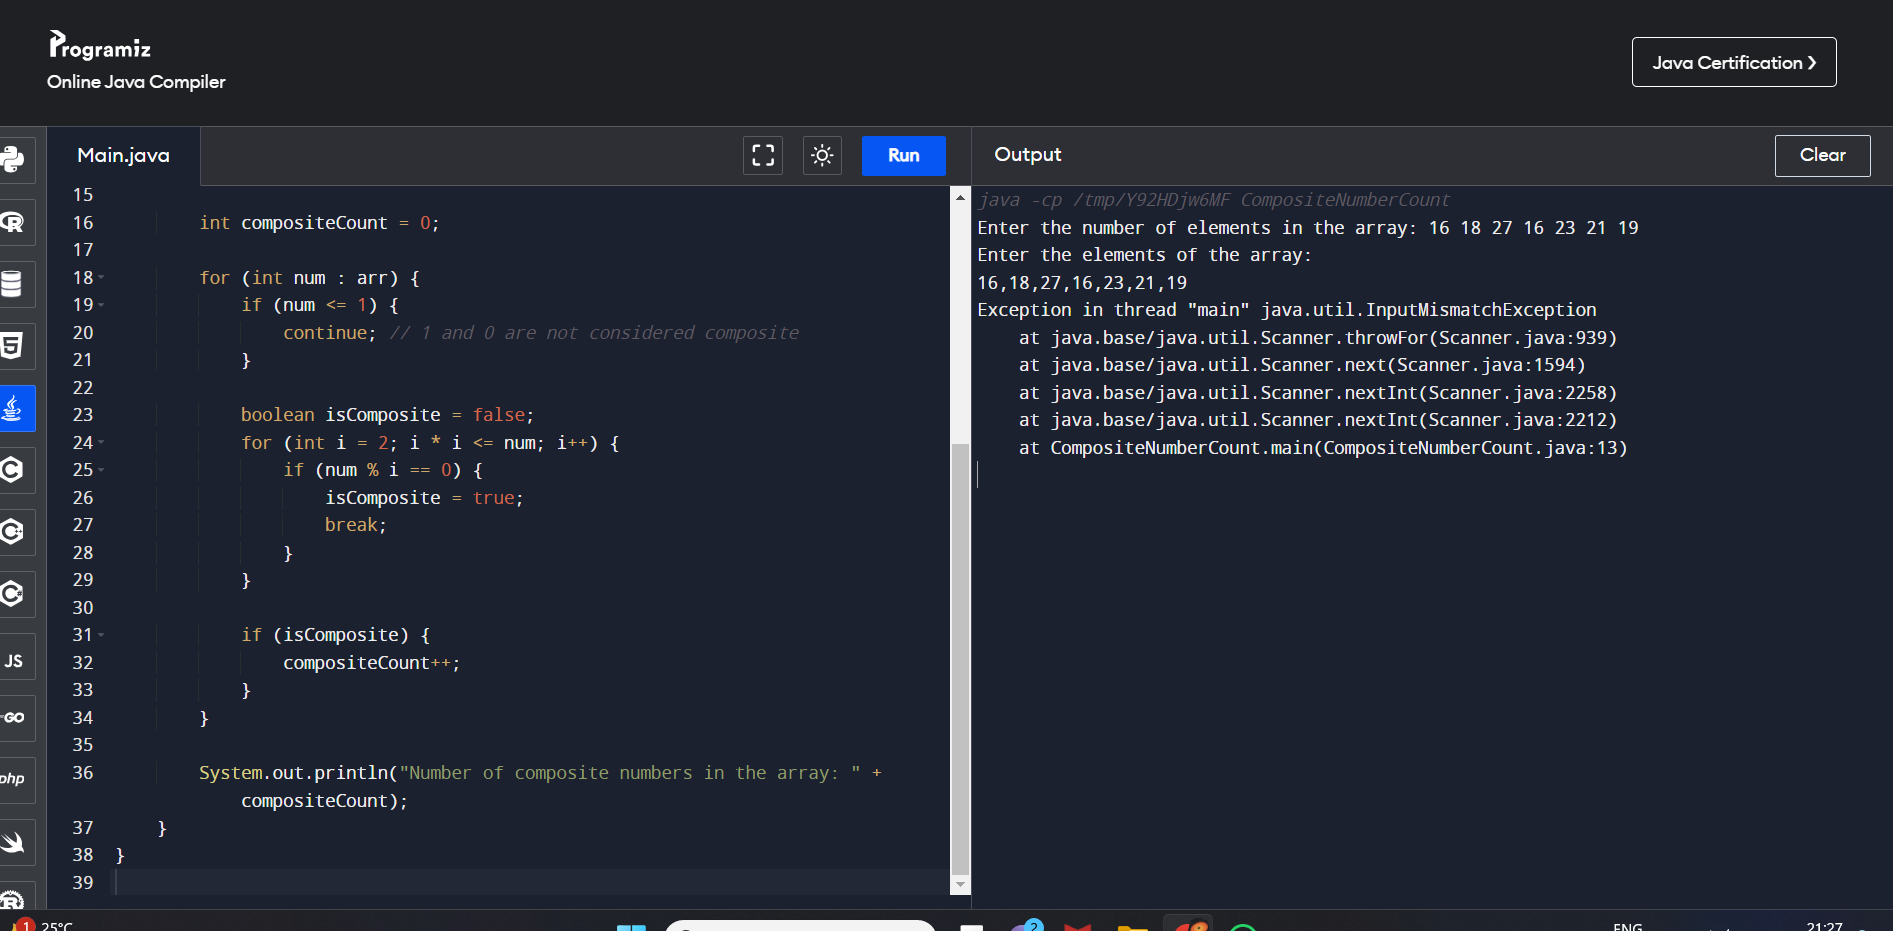 Programiz
Online Java Compiler
Java Certification ❯
Main.java
Run
Output
Clear
15
16 int compositeCount = 0;
17
18 for (int num : arr) {
19 if (num <= 1) {
20 continue; // 1 and 0 are not considered composite
21 }
22
23 boolean isComposite = false;
24 for (int i = 2; i * i <= num; i++) {
25 if (num % i == 0) {
26 isComposite = true;
27 break;
28 }
29 }
30
31 if (isComposite) {
32 compositeCount++;
33 }
34 }
35
36 System.out.println("Number of composite numbers in the array: " +
compositeCount);
37 }
38 }
39
java -cp /tmp/Y92HDjw6MF CompositeNumberCount
Enter the number of elements in the array: 16 18 27 16 23 21 19
Enter the elements of the array:
16,18,27,16,23,21,19
Exception in thread "main" java.util.InputMismatchException
at java.base/java.util.Scanner.throwFor(Scanner.java:939)
at java.base/java.util.Scanner.next(Scanner.java:1594)
at java.base/java.util.Scanner.nextInt(Scanner.java:2258)
at java.base/java.util.Scanner.nextInt(Scanner.java:2212)
at CompositeNumberCount.main(CompositeNumberCount.java:13)
R
5
C
C
C
JS
GO
php
R
1
25°C
2
ENG
21:27